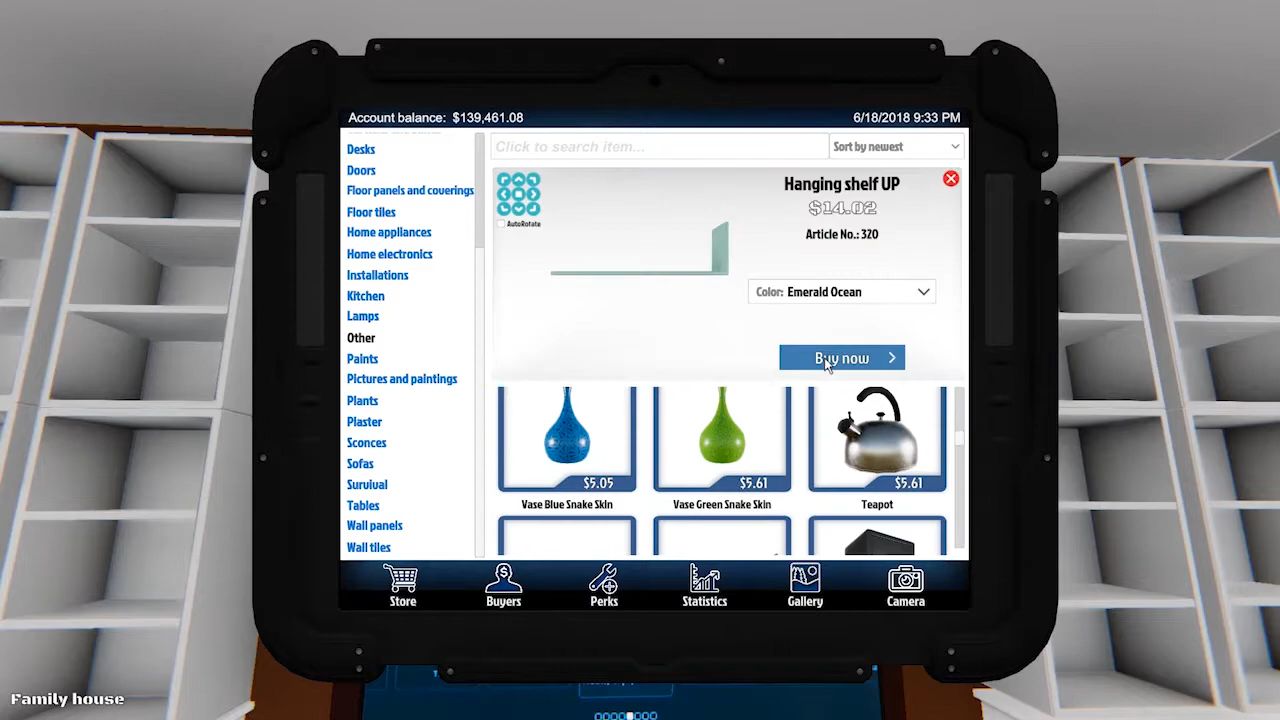 Account balance: $139,461.08
6/18/2018 9:33 PM
Desks
Doors
Floor panels and coverings
Floor tiles
Home appliances
Home electronics
Installations
Kitchen
Lamps
Other
Paints
Pictures and paintings
Plants
Plaster
Sconces
Sofas
Survival
Tables
Wall panels
Wall tiles
Click to search item...
Sort by newest
AutoRotate
Hanging shelf UP
$14.02
Article No.: 320
Color: Emerald Ocean
Buy now
$5.05
$5.61
$5.61
Vase Blue Snake Skin
Vase Green Snake Skin
Teapot
Store
Buyers
Perks
Statistics
Gallery
Camera
Family house